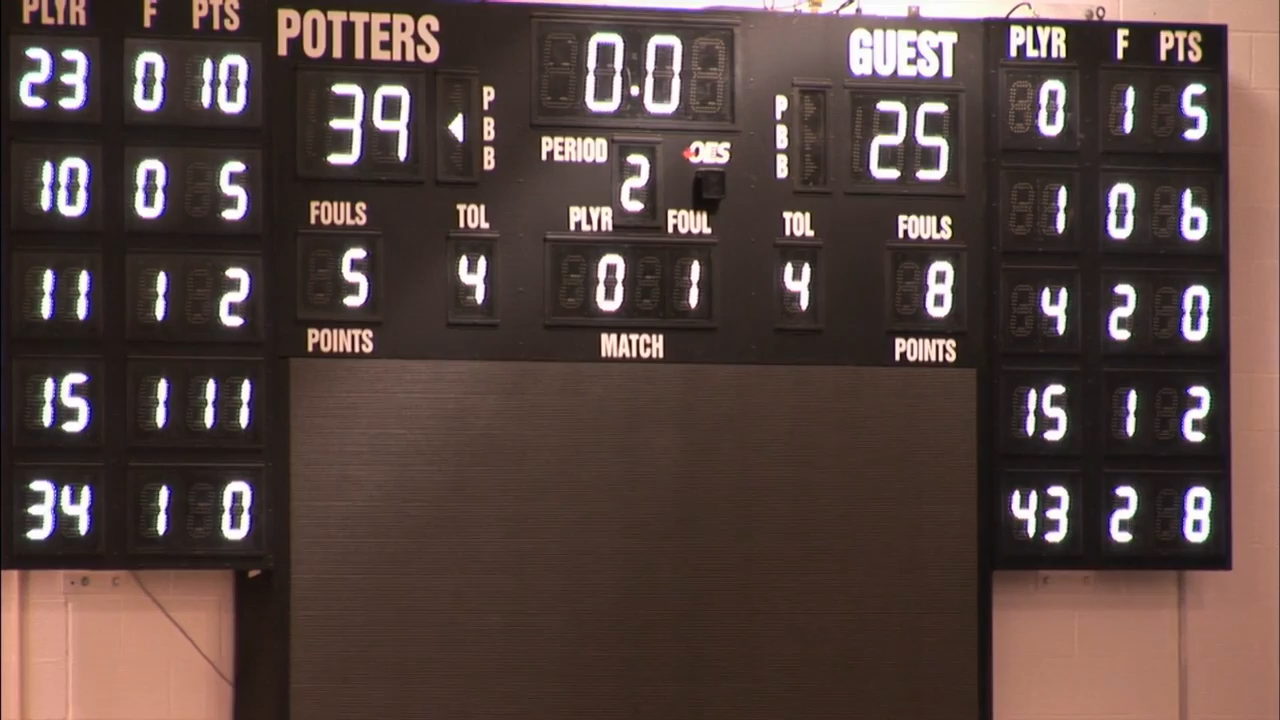 PLYR F PTS
23 0 10
10 0 5
11 1 2
15 1 11
34 1 0
POTTERS
39
P
B
B
0.0
PERIOD
2
OES
GUEST
25
P
B
B
FOULS
5
TOL
4
PLYR FOUL
0 1
TOL
4
FOULS
8
POINTS
MATCH
POINTS
PLYR F PTS
0 1 5
1 0 6
4 2 0
15 1 2
43 2 8